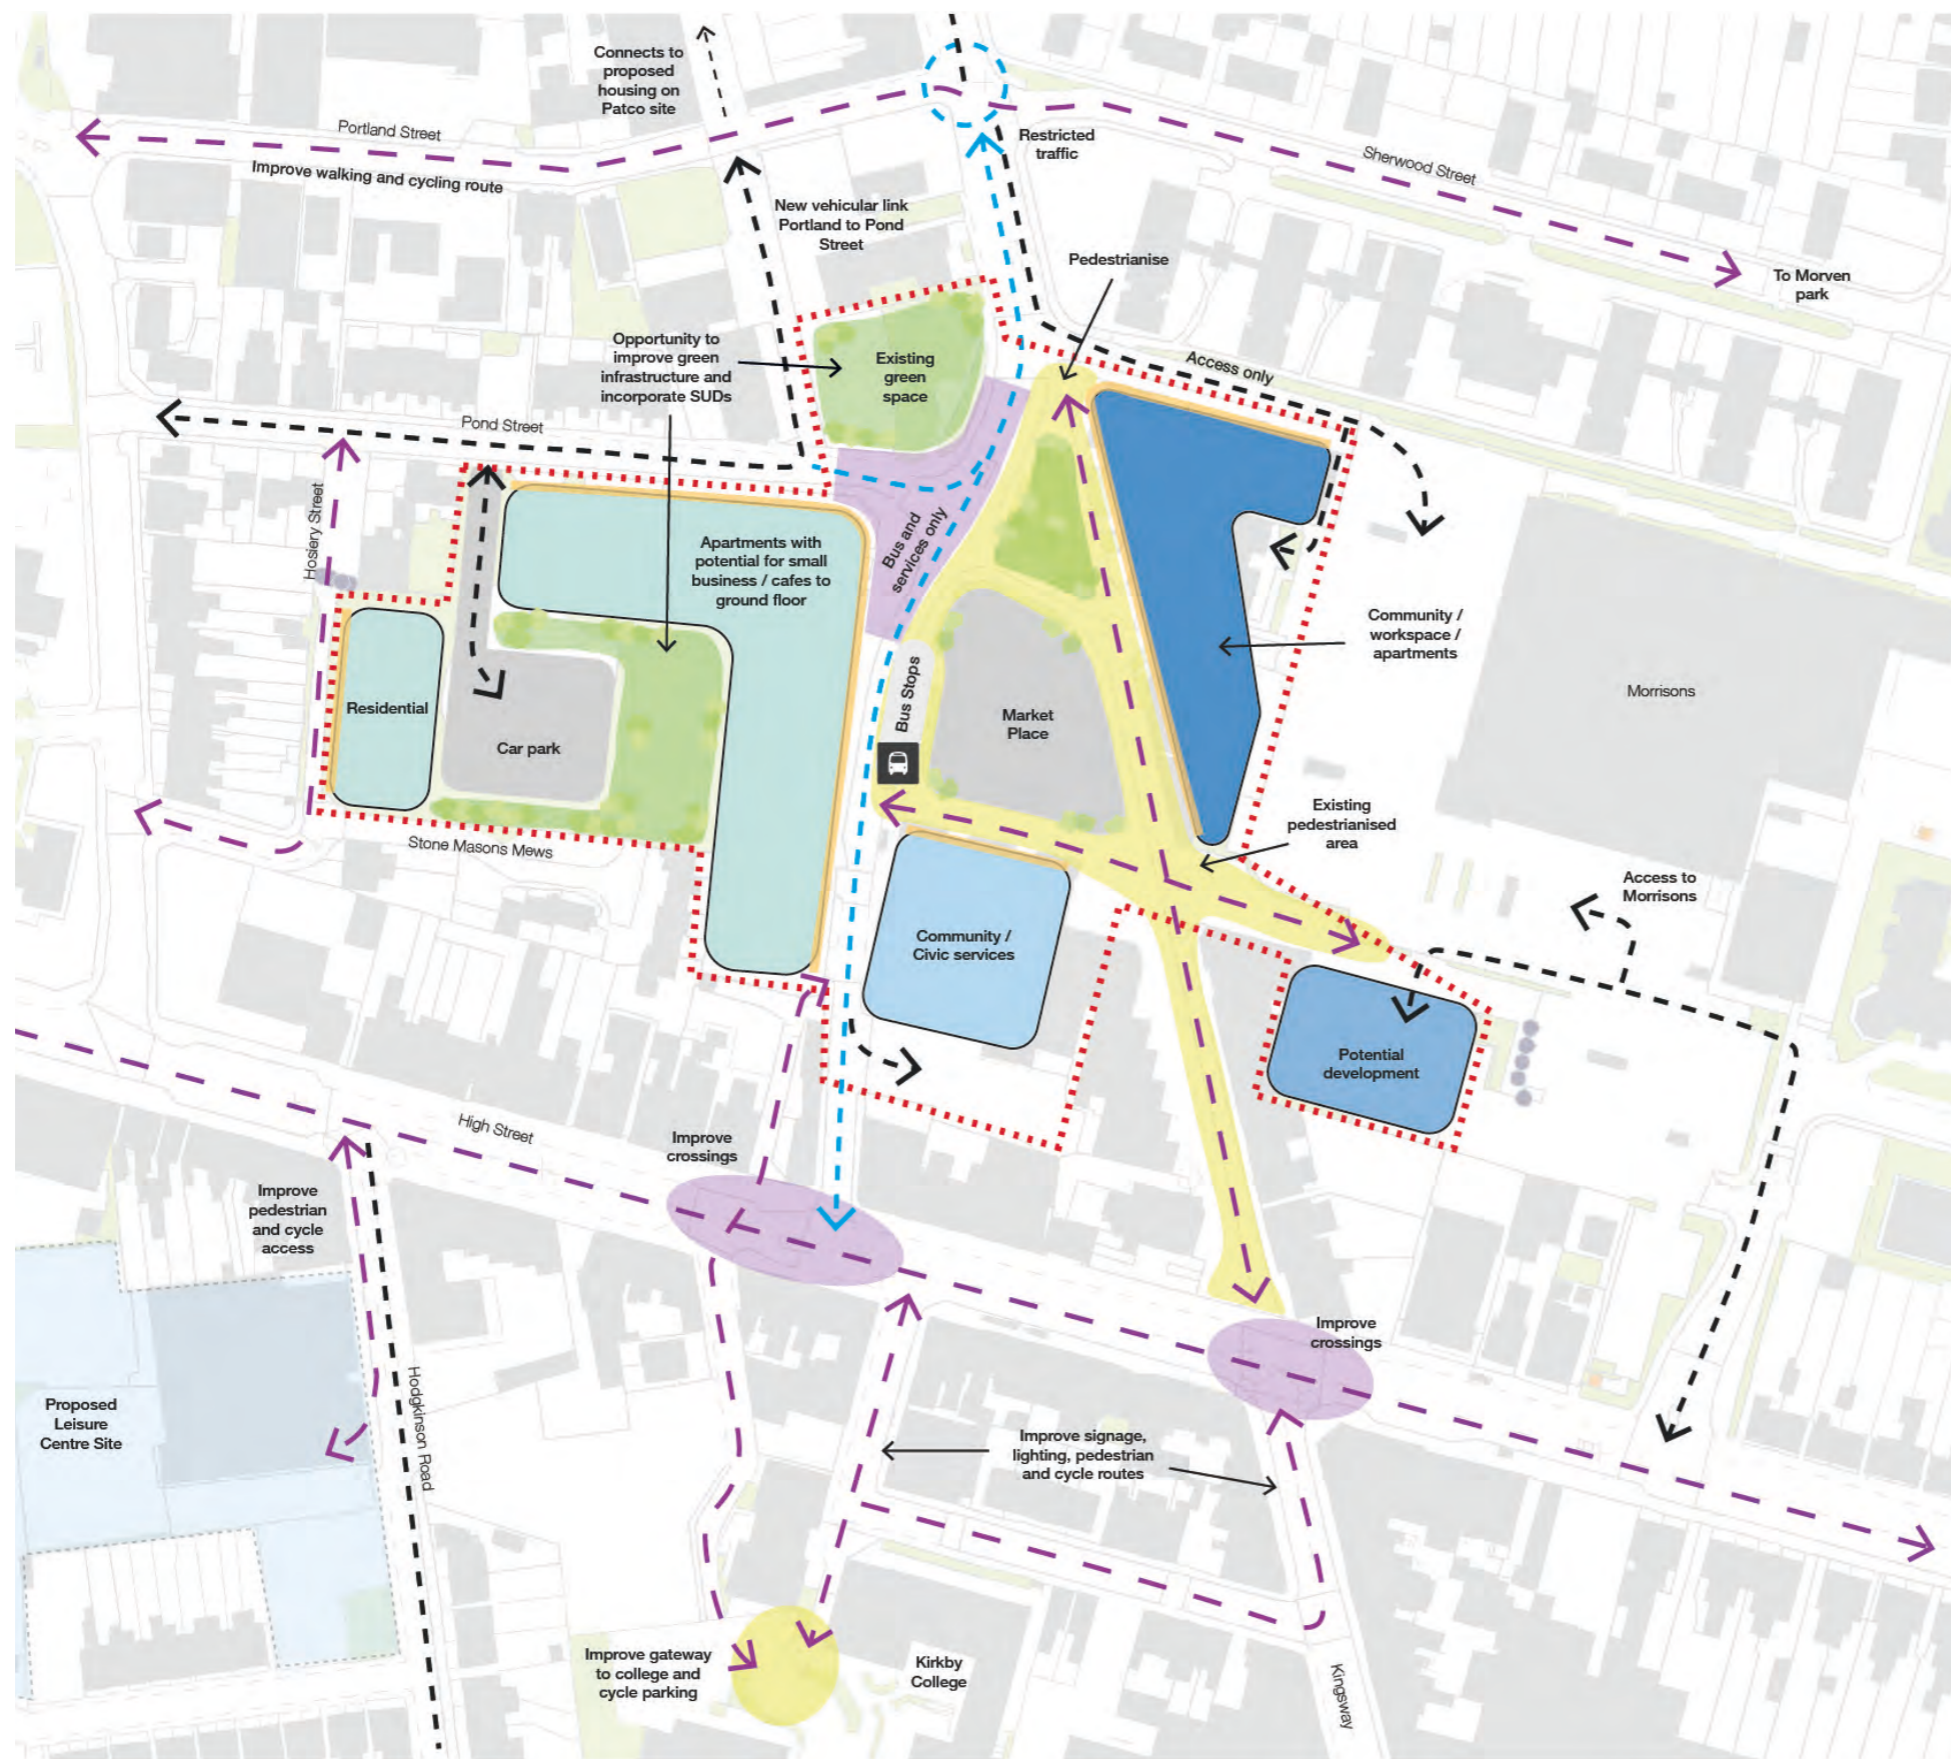 Connects to
proposed
housing on
Patco site
Portland Street
Improve walking and cycling route
Restricted
traffic
Sherwood Street
To Morven
park
New vehicular link
Portland to Pond
Street
Pedestrianise
Opportunity to
improve green
infrastructure and
incorporate SUDs
Existing
green
space
Access only
Pond Street
Hosiery Street
Apartments with
potential for small
business / cafes to
ground floor
Bus and
services only
Community /
workspace /
apartments
Morrisons
Residential
Car park
Bus Stops
Market
Place
Existing
pedestrianised
area
Stone Masons Mews
Access to
Morrisons
Community /
Civic services
Potential
development
High Street
Improve
crossings
Improve
pedestrian
and cycle
access
Improve
crossings
Proposed
Leisure
Centre Site
Hodgkinson Road
Improve signage,
lighting, pedestrian
and cycle routes
Improve gateway
to college and
cycle parking
Kirkby
College
Kingsway